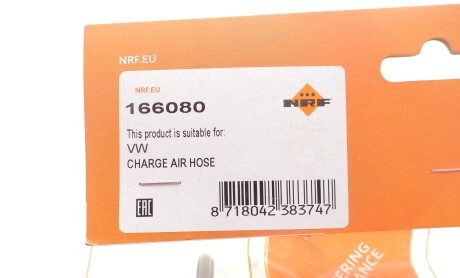 NRF.EU
NRF.EU
166080
NRF
This product is suitable for:
VW
CHARGE AIR HOSE
EAC
8 718042 383747